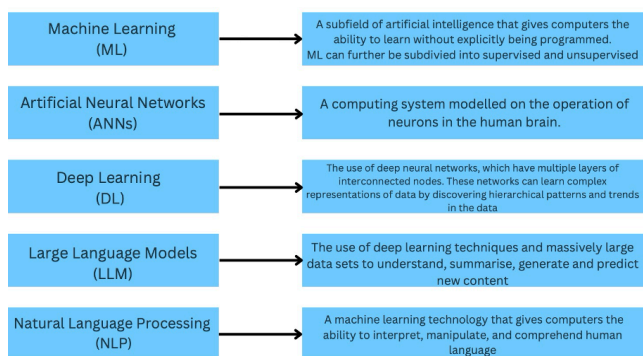 Machine Learning
(ML)
A subfield of artificial intelligence that gives computers the
ability to learn without explicitly being programmed.
ML can further be subdivied into supervised and unsupervised
Artificial Neural Networks
(ANNs)
A computing system modelled on the operation of
neurons in the human brain.
Deep Learning
(DL)
The use of deep neural networks, which have multiple layers of
interconnected nodes. These networks can learn complex
representations of data by discovering hierarchical patterns and trends
in the data
Large Language Models
(LLM)
The use of deep learning techniques and massively large
data sets to understand, summarise, generate and predict
new content
Natural Language Processing
(NLP)
A machine learning technology that gives computers the
ability to interpret, manipulate, and comprehend human
language